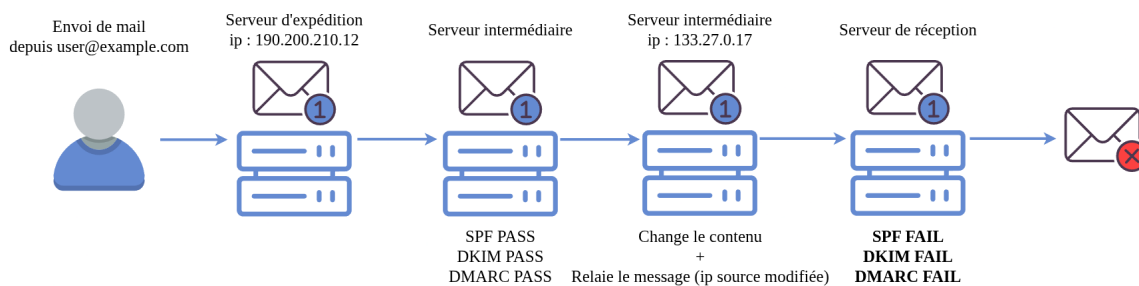 Envoi de mail
depuis user@example.com
Serveur d'expédition
ip : 190.200.210.12
1
Serveur intermédiaire
1
SPF PASS
DKIM PASS
DMARC PASS
Serveur intermédiaire
ip : 133.27.0.17
1
Change le contenu
+
Relaie le message (ip source modifiée)
Serveur de réception
1
SPF FAIL
DKIM FAIL
DMARC FAIL